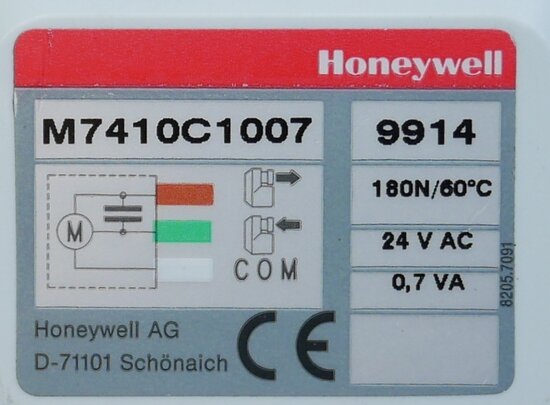 Honeywell
M7410C1007
9914
180N/60°C
M
24 V AC
COM
0,7 VA
8205.7091
Honeywell AG
D-71101 Schönaich
CE